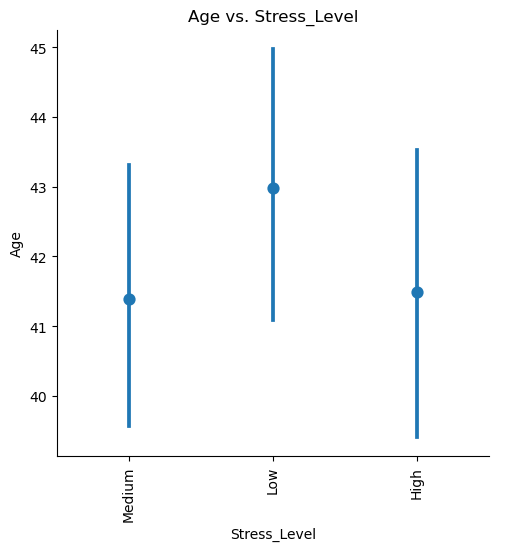 Age vs. Stress_Level
45
44
43
42
41
40
Age
Medium
Low
High
Stress_Level